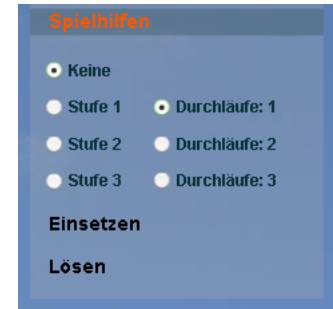 Spielhilfen
Keine
Stufe 1 Durchläufe: 1
Stufe 2 Durchläufe: 2
Stufe 3 Durchläufe: 3
Einsetzen
Lösen